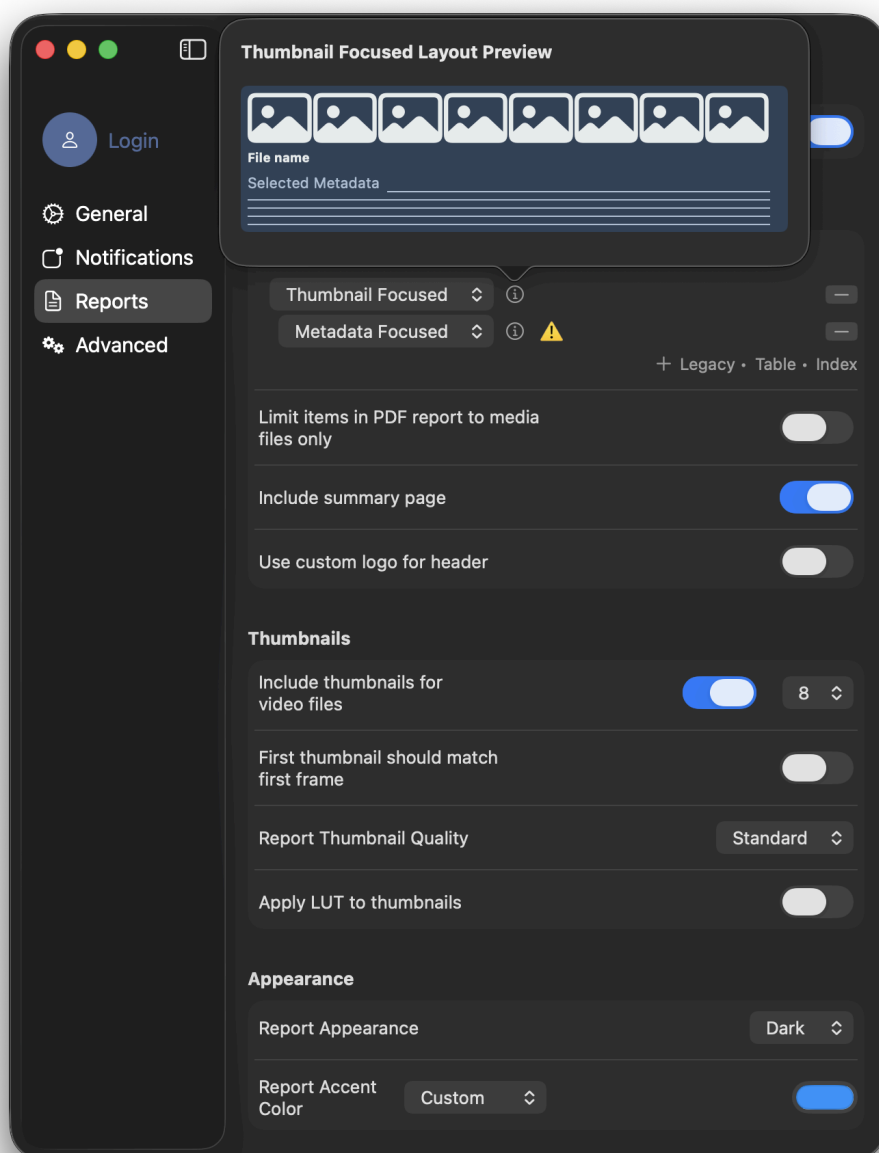 Thumbnail Focused Layout Preview
File name
Selected Metadata
Login
General
Notifications
Reports
Advanced
Thumbnail Focused
Metadata Focused
+ Legacy • Table • Index
Limit items in PDF report to media
files only
Include summary page
Use custom logo for header
Thumbnails
Include thumbnails for
video files
8
First thumbnail should match
first frame
Report Thumbnail Quality
Standard
Apply LUT to thumbnails
Appearance
Report Appearance
Dark
Report Accent
Color
Custom